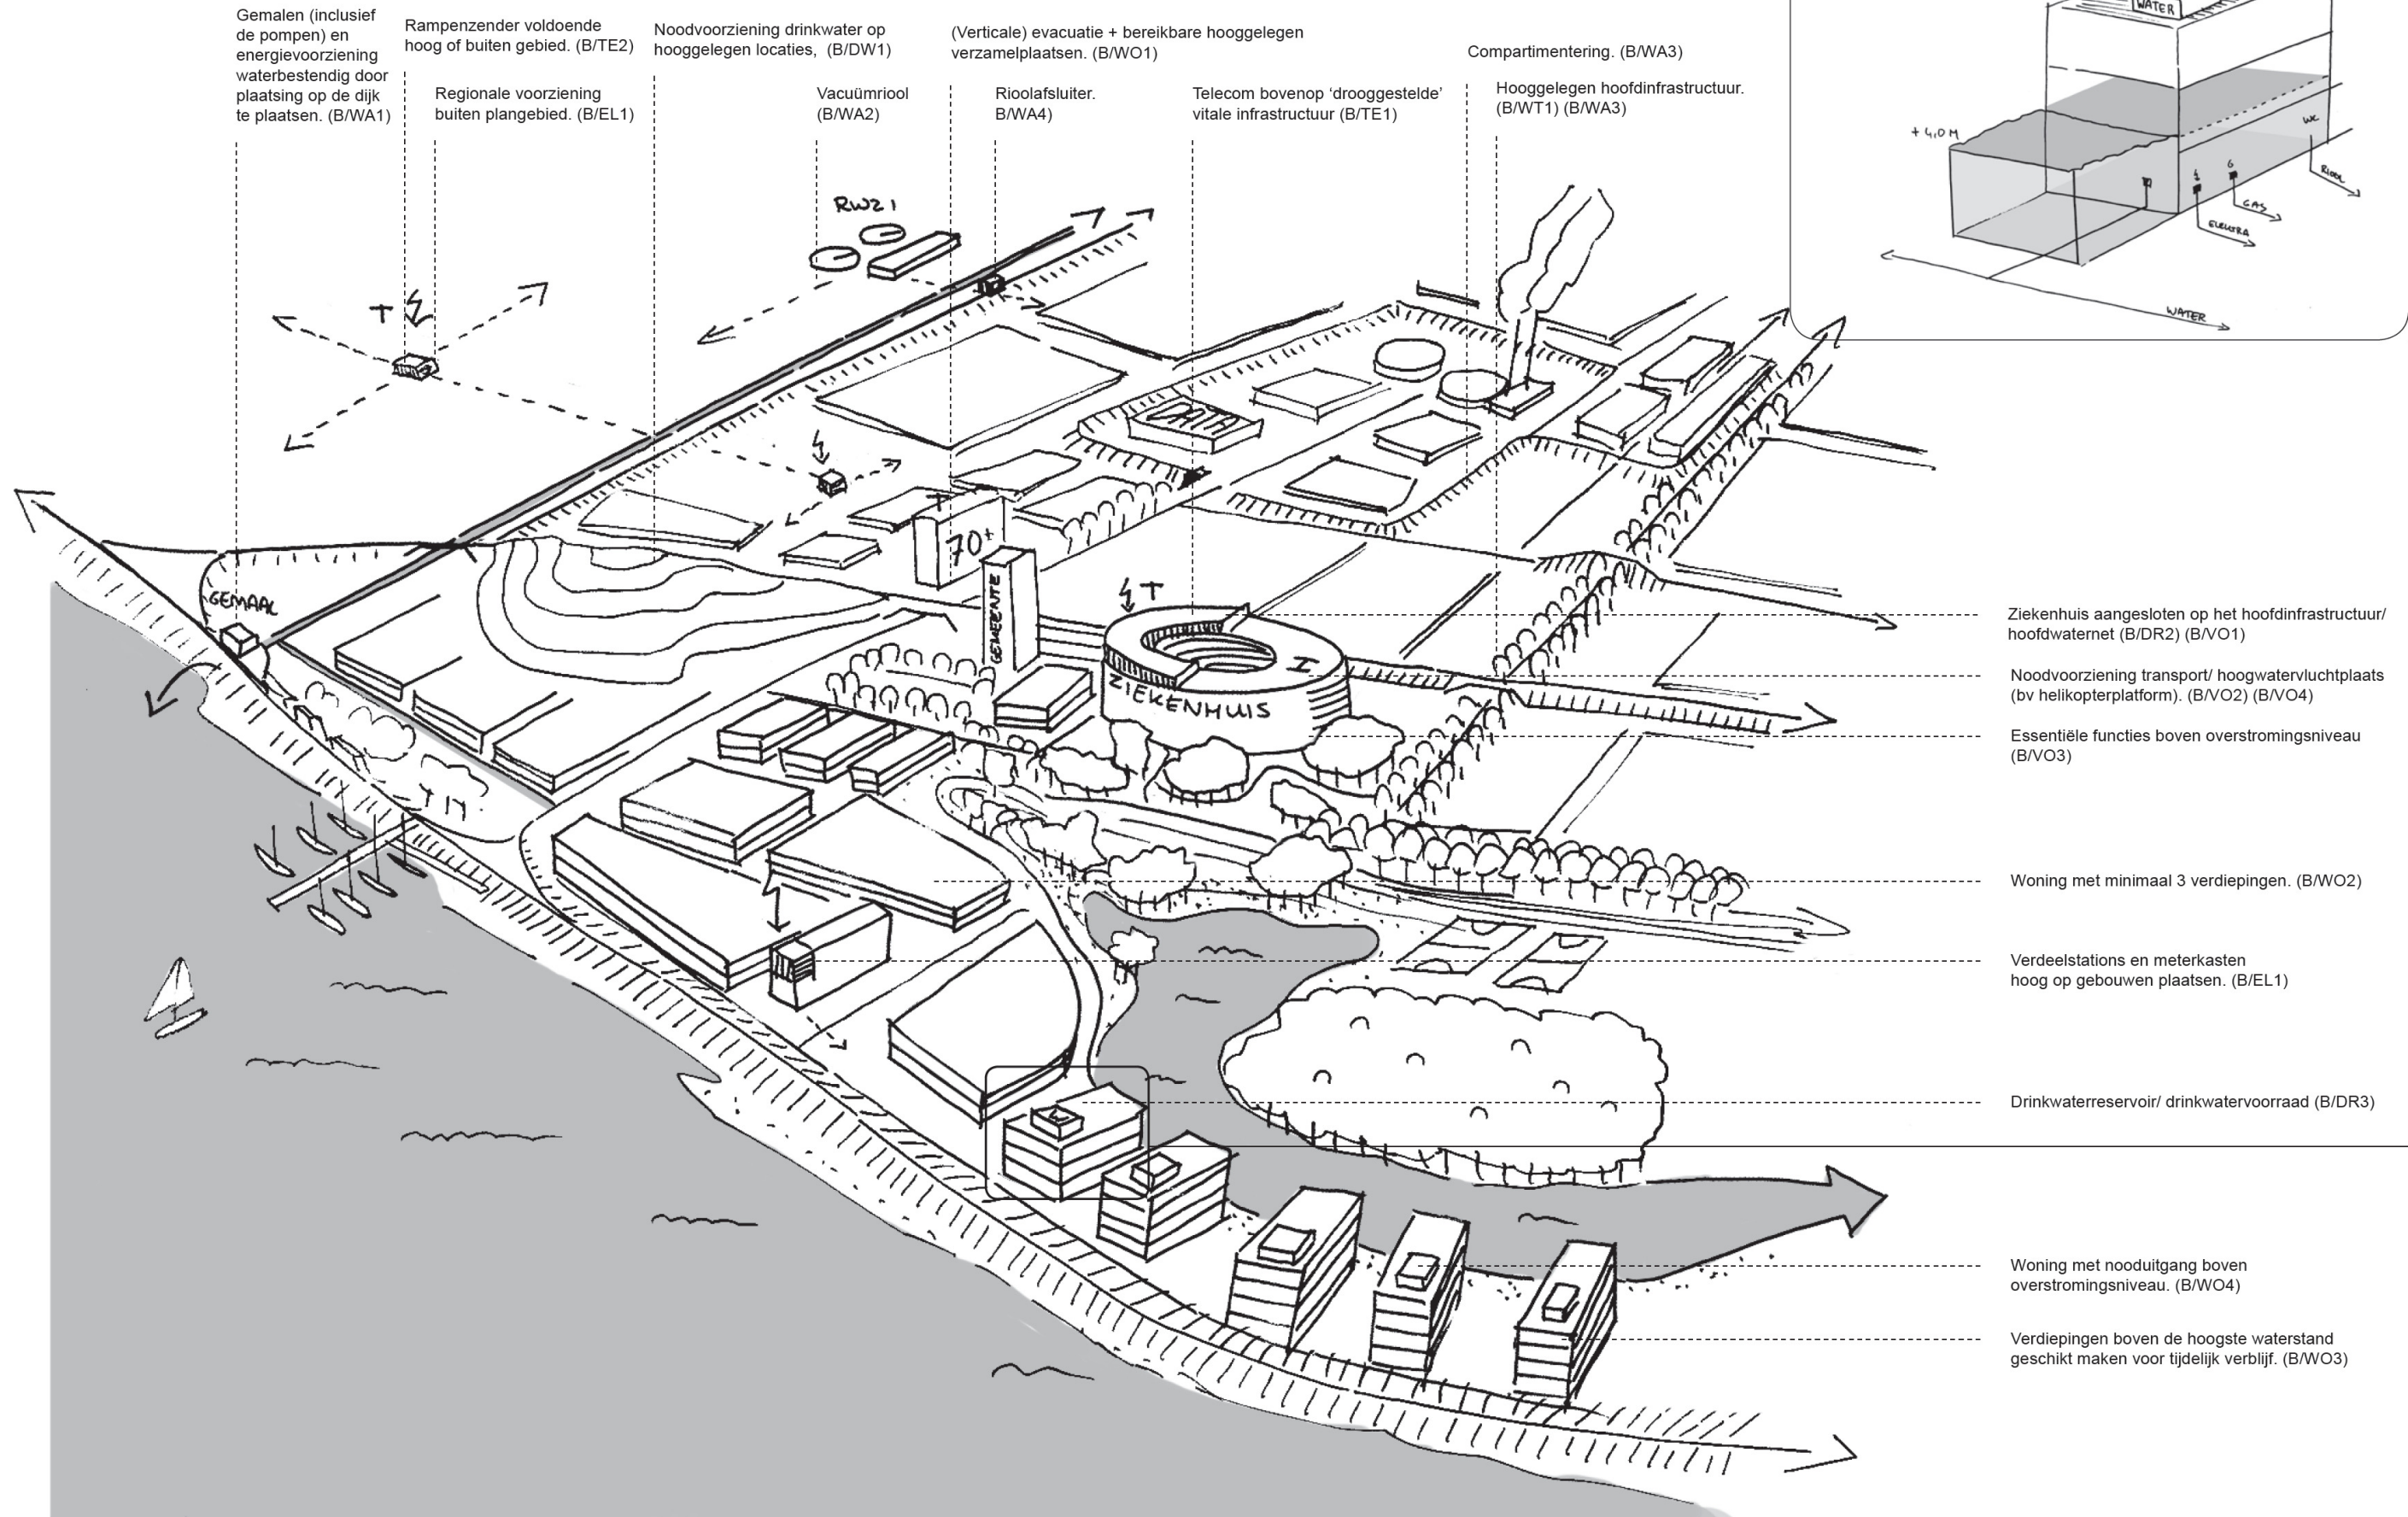 Gemalen (inclusief
de pompen) en
energievoorziening
waterbestendig door
plaatsing op de dijk
te plaatsen. (B/WA1)
Rampenzender voldoende
hoog of buiten gebied. (B/TE2)
Regionale voorziening
buiten plangebied. (B/EL1)
Noodvoorziening drinkwater op
hooggelegen locaties, (B/DW1)
Vacuümriool
(B/WA2)
(Verticale) evacuatie + bereikbare hooggelegen
verzamelplaatsen. (B/WO1)
Rioolafsluiter.
B/WA4)
Telecom bovenop ‘drooggestelde’
vitale infrastructuur (B/TE1)
Compartimentering. (B/WA3)
Hooggelegen hoofdinfrastructuur.
(B/WT1) (B/WA3)
WATER
+ 4,0 M
WC
RIOOL
G
GAS
ELEKTRA
WATER
RWZI
T
DATA
T
70+
GEMEENTE
GEMAAL
T
H
ZIEKENHUIS
W
Ziekenhuis aangesloten op het hoofdinfrastructuur/
hoofdwaternet (B/DR2) (B/VO1)
Noodvoorziening transport/ hoogwatervluchtplaats
(bv helikopterplatform). (B/VO2) (B/VO4)
Essentiële functies boven overstromingsniveau
(B/VO3)
Woning met minimaal 3 verdiepingen. (B/WO2)
Verdeelstations en meterkasten
hoog op gebouwen plaatsen. (B/EL1)
Drinkwaterreservoir/ drinkwatervoorraad (B/DR3)
Woning met nooduitgang boven
overstromingsniveau. (B/WO4)
Verdiepingen boven de hoogste waterstand
geschikt maken voor tijdelijk verblijf. (B/WO3)